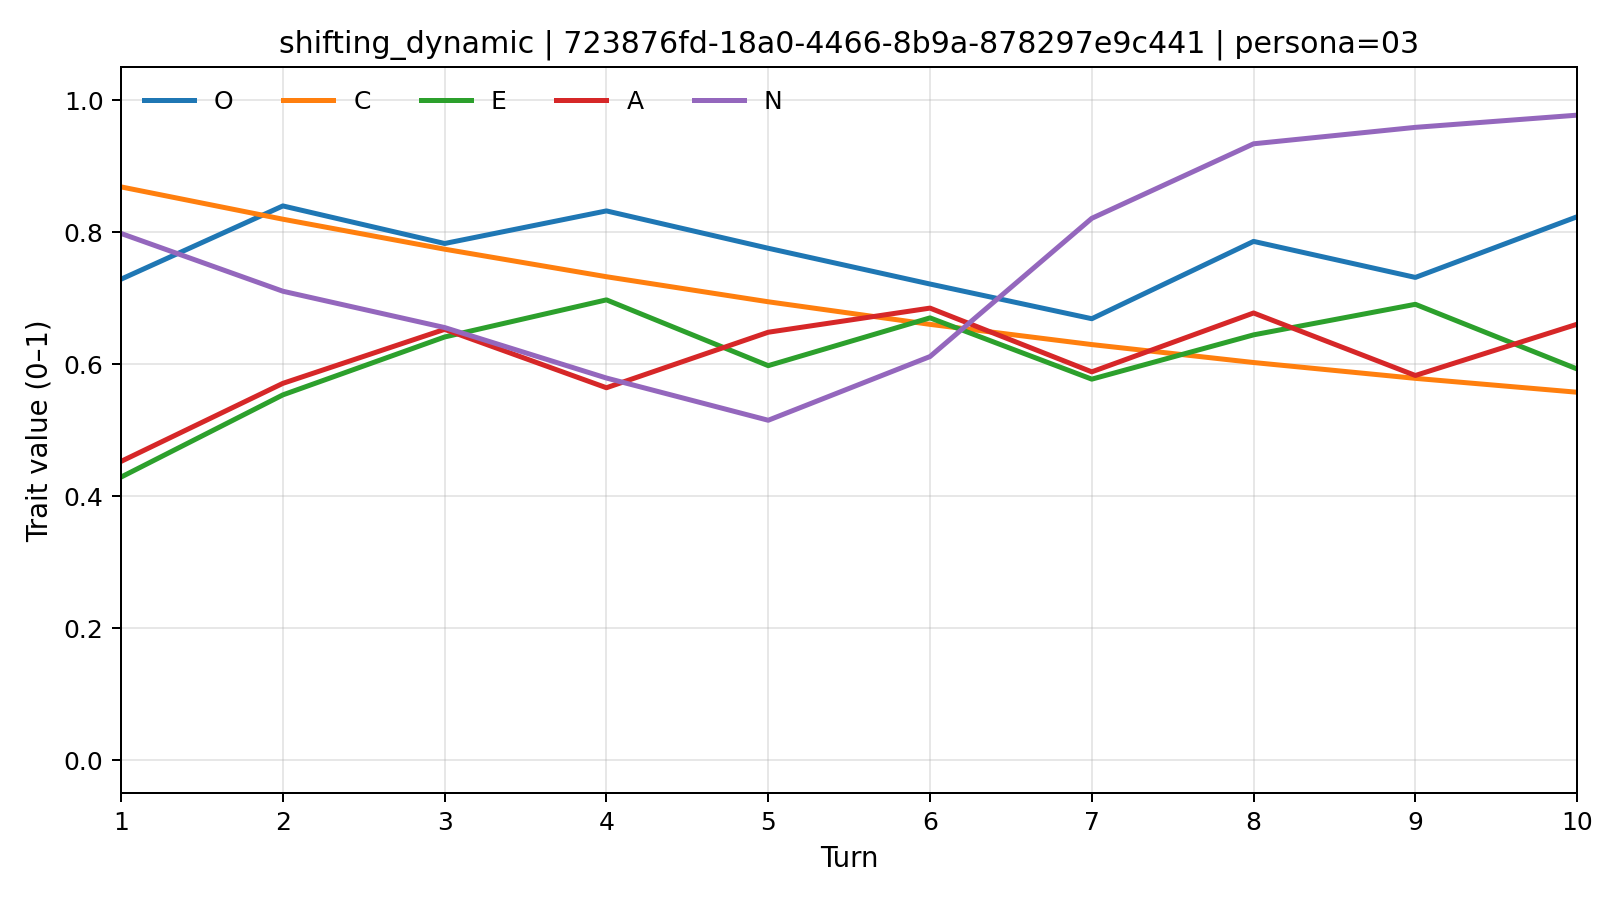 shifting_dynamic | 723876fd-18a0-4466-8b9a-878297e9c441 | persona=03
O C E A N
Trait value (0–1)
1.0
0.8
0.6
0.4
0.2
0.0
1 2 3 4 5 6 7 8 9 10
Turn